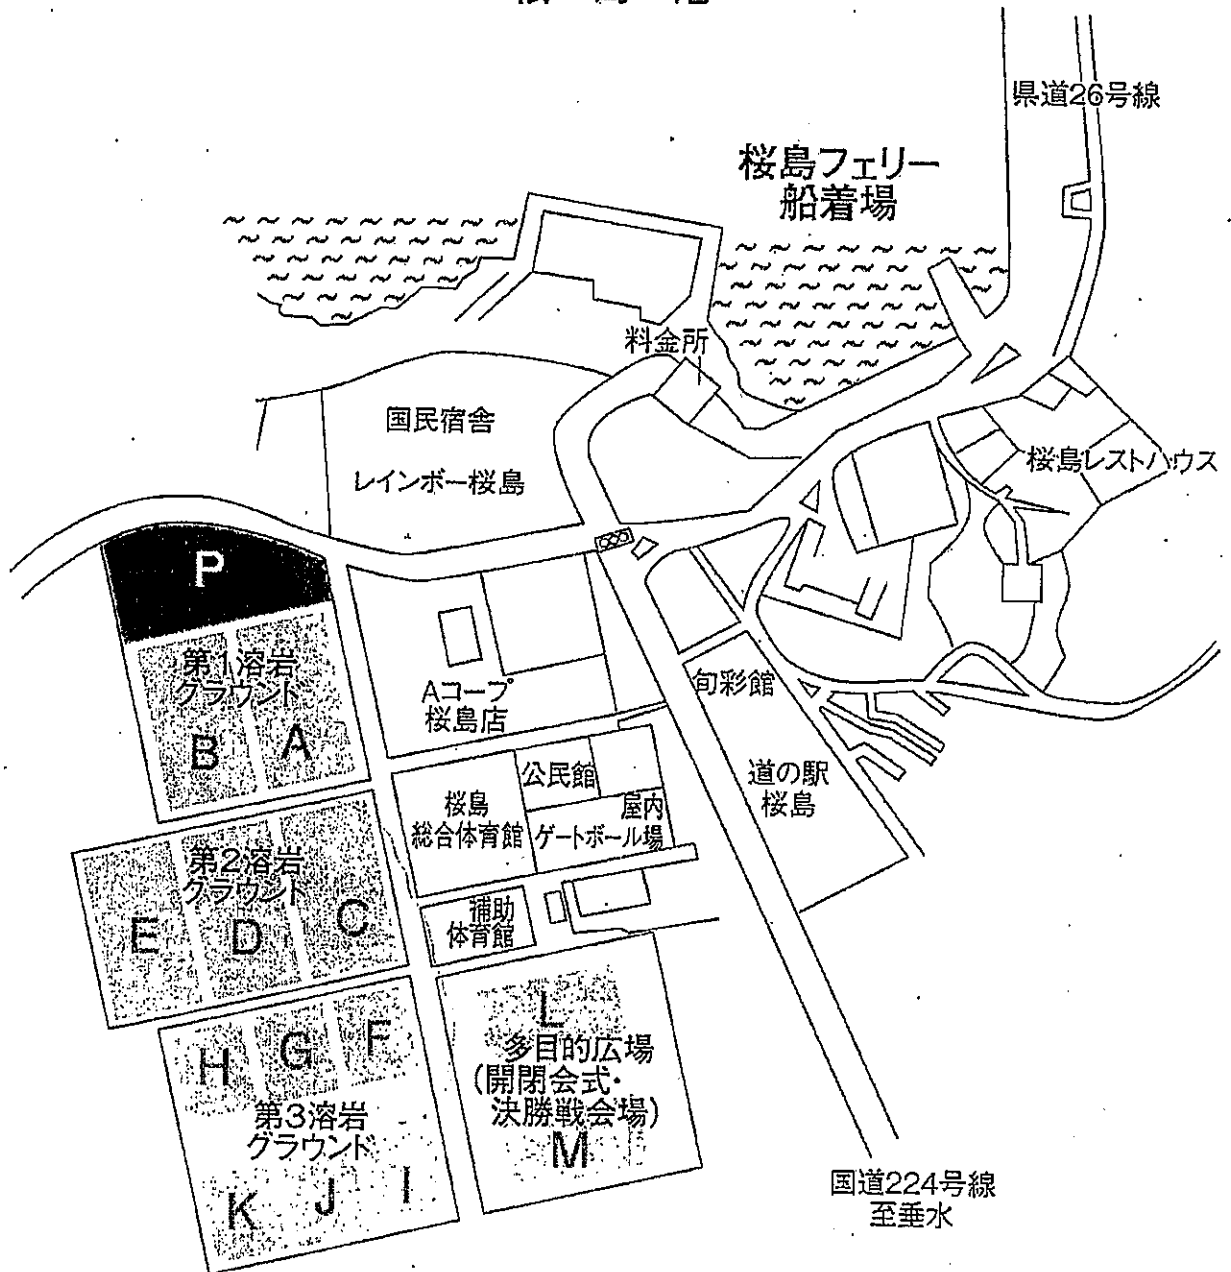 県道26号線
桜島フェリー
船着場
料金所
国民宿舎
レインボー桜島
桜島レストハウス
P
第1溶岩
グラウンド
B
A
Aコープ
桜島店
旬彩館
道の駅
桜島
公民館
桜島
総合体育館
屋内
ゲートボール場
第2溶岩
グラウンド
E
D
C
補助
体育館
L
多目的広場
(開閉会式・
決勝戦会場)
M
H
G
F
第3溶岩
グラウンド
K
J
I
国道224号線
至垂水